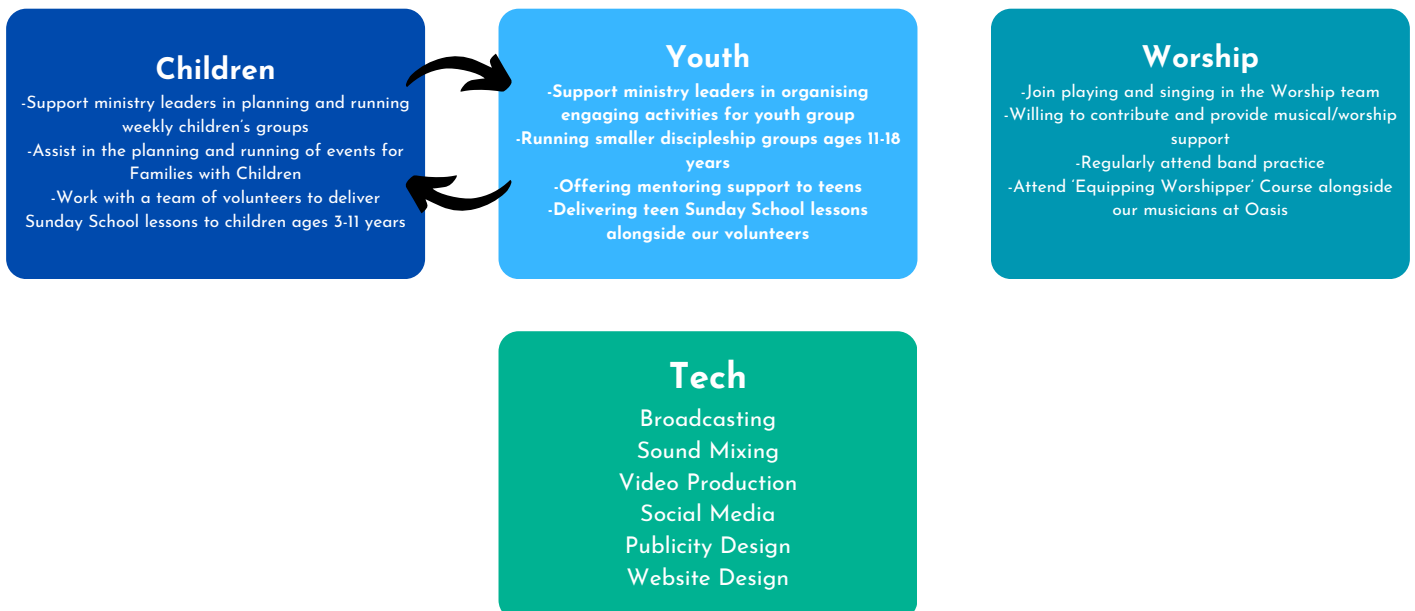 Children
-Support ministry leaders in planning and running
weekly children's groups
-Assist in the planning and running of events for
Families with Children
-Work with a team of volunteers to deliver
Sunday School lessons to children ages 3-11 years
Youth
-Support ministry leaders in organising
engaging activities for youth group
-Running smaller discipleship groups ages 11-18
years
-Offering mentoring support to teens
-Delivering teen Sunday School lessons
alongside our volunteers
Worship
-Join playing and singing in the Worship team
-Willing to contribute and provide musical/worship
support
-Regularly attend band practice
-Attend 'Equipping Worshipper' Course alongside
our musicians at Oasis
Tech
Broadcasting
Sound Mixing
Video Production
Social Media
Publicity Design
Website Design